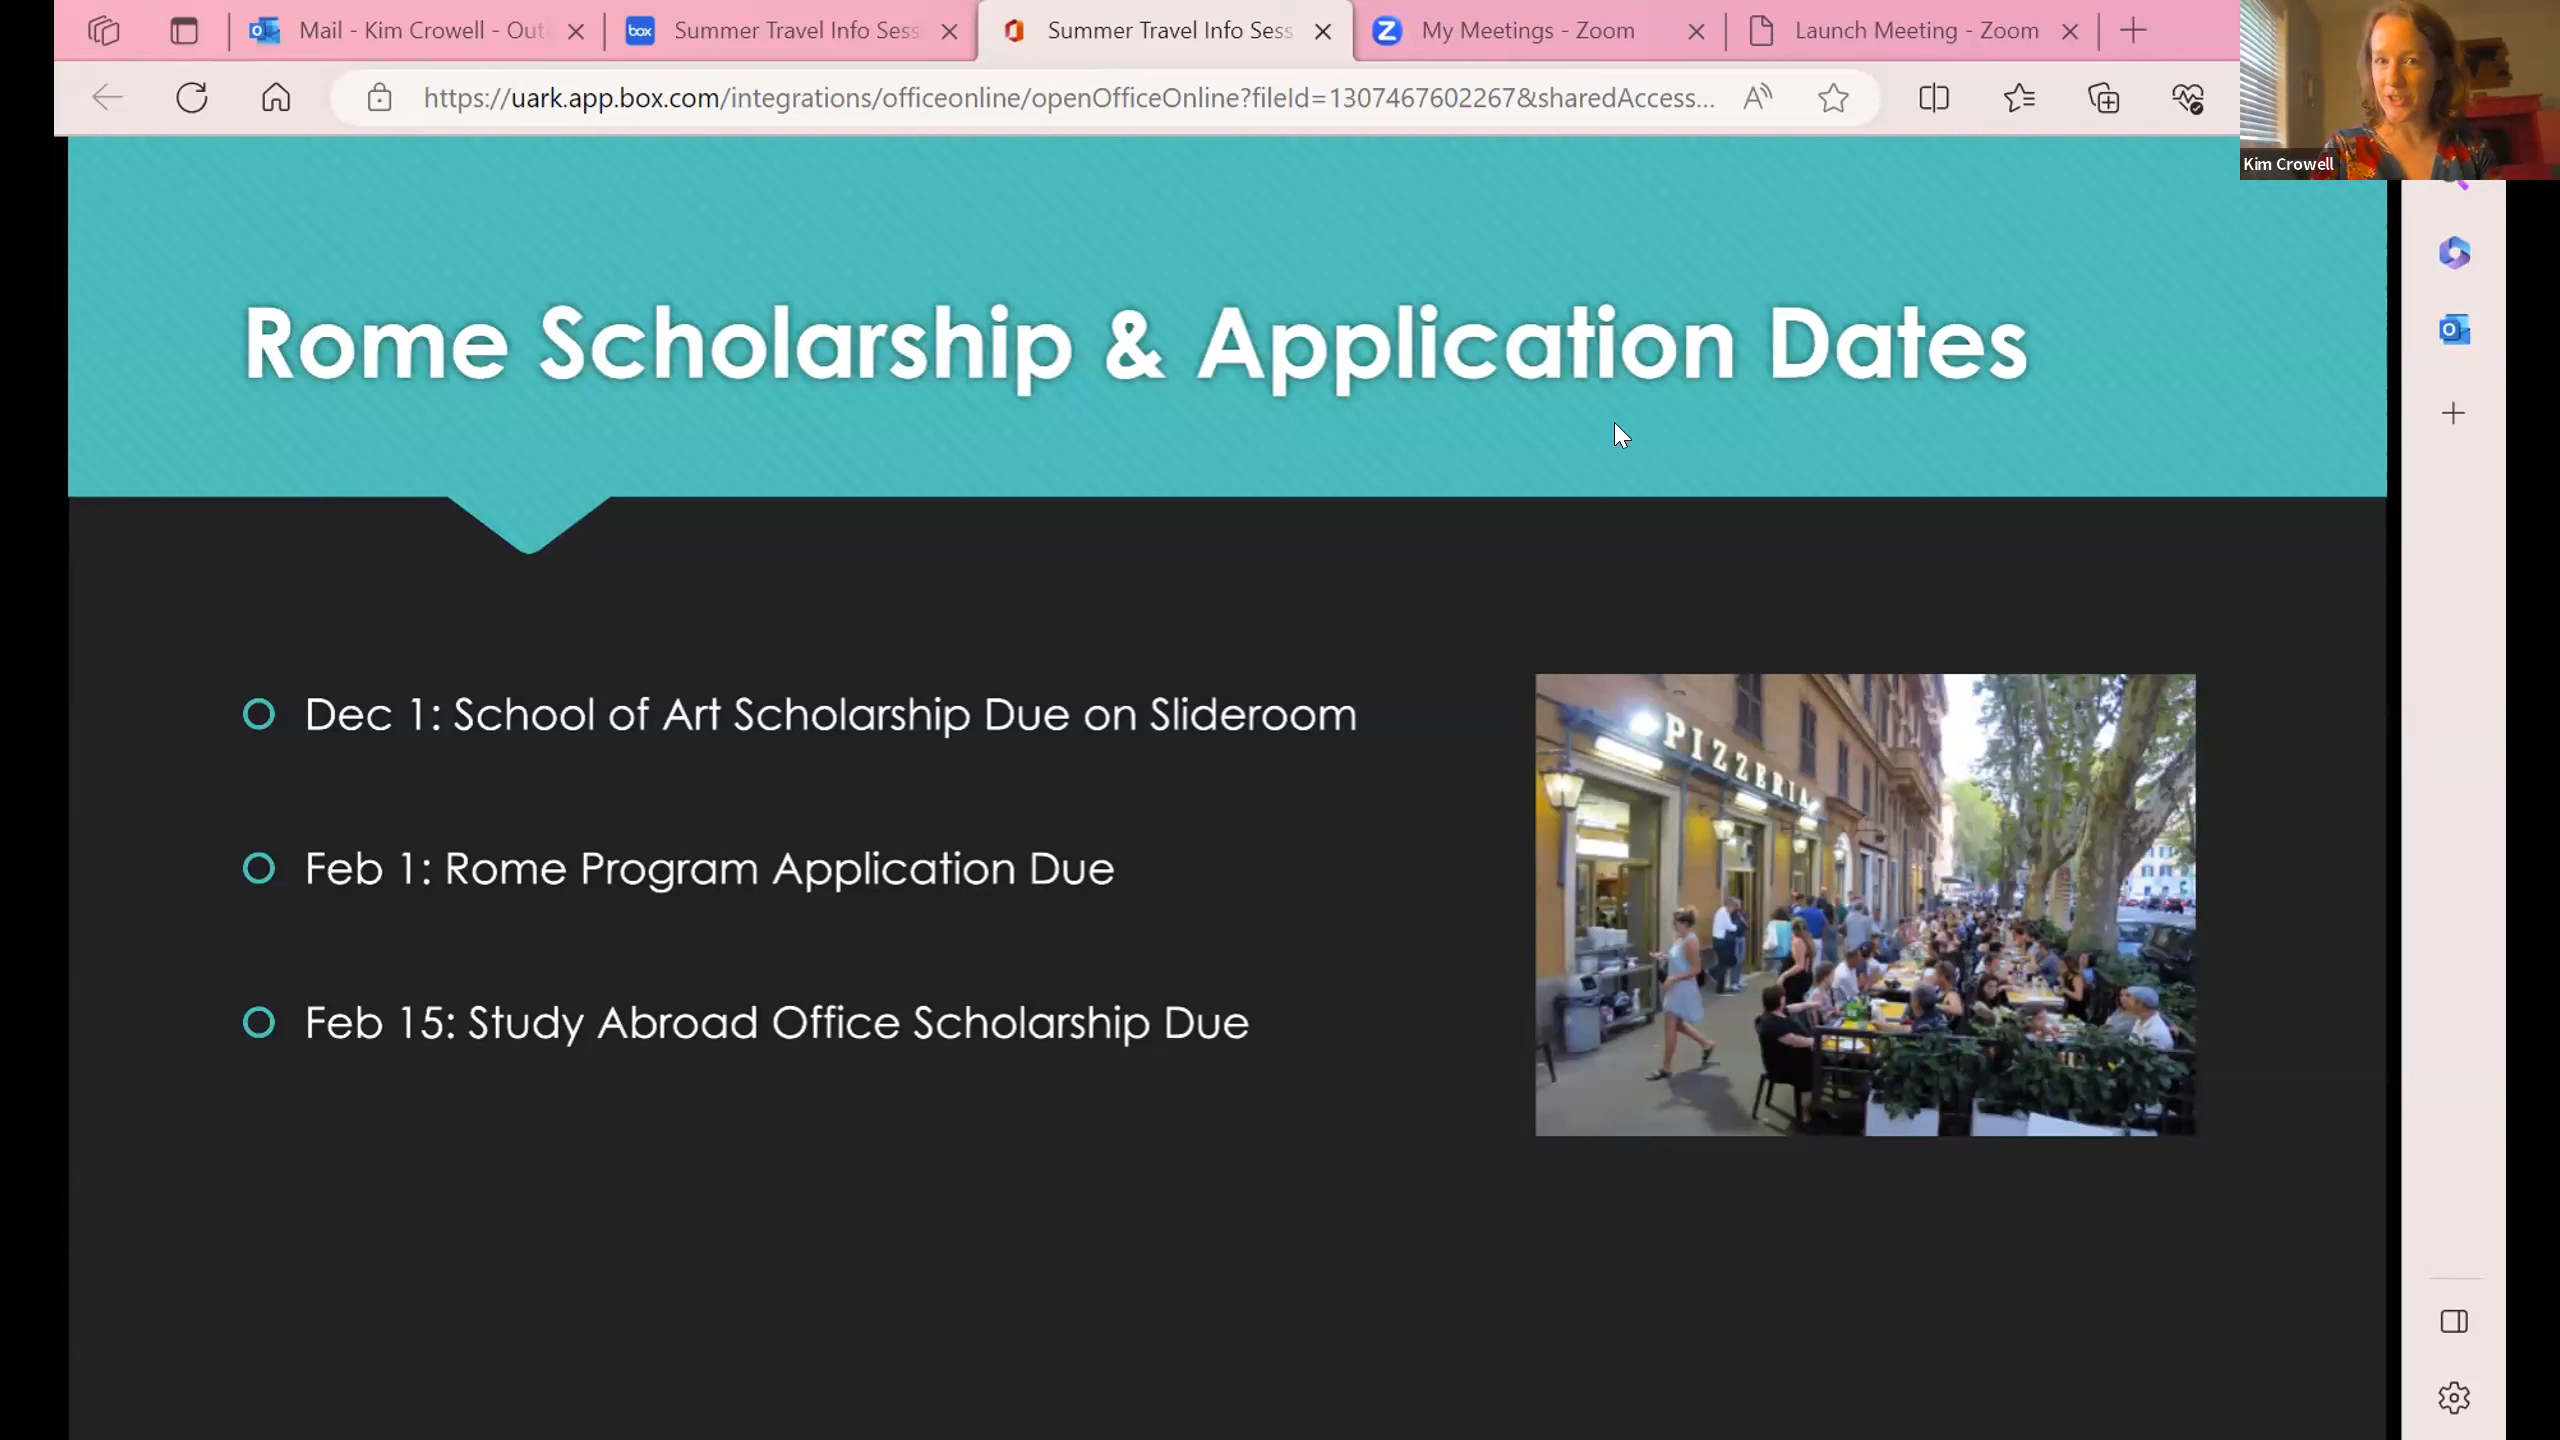 Mail - Kim Crowell - Out
box
Summer Travel Info Sess
Summer Travel Info Sess
Z
My Meetings - Zoom
Launch Meeting - Zoom
https://uark.app.box.com/integrations/officeonline/openOfficeOnline?fileId=1307467602267&sharedAccess...
Kim Crowell
Rome Scholarship & Application Dates
Dec 1: School of Art Scholarship Due on Slideroom
Feb 1: Rome Program Application Due
Feb 15: Study Abroad Office Scholarship Due
PIZZERIA